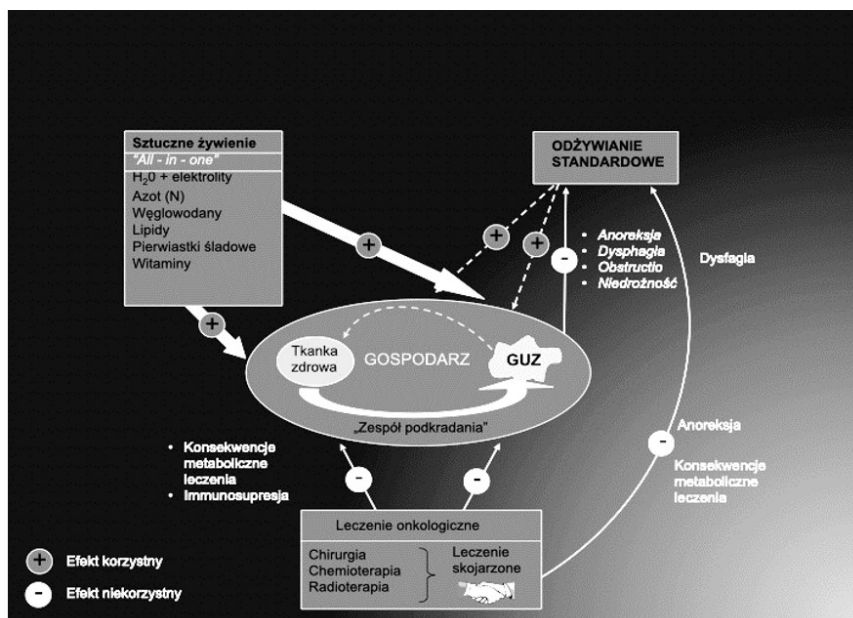 Sztuczne żywienie
"All - in - one"
H20 + elektrolity
Azot (N)
Węglowodany
Lipidy
Pierwiastki śladowe
Witaminy
ODŻYWIANIE
STANDARDOWE
+
+
+
+
-
• Anoreksja
• Dysphagia
• Obstructio
• Niedrożność
Dysfagia
Tkanka
zdrowa
GOSPODARZ
GUZ
„Zespół podkradania”
• Konsekwencje
metaboliczne
leczenia
• Immunosupresja
-
-
-
Anoreksja
Konsekwencje
metaboliczne
leczenia
Leczenie onkologiczne
Chirurgia
Chemioterapia
Radioterapia
Leczenie
skojarzone
+ Efekt korzystny
- Efekt niekorzystny